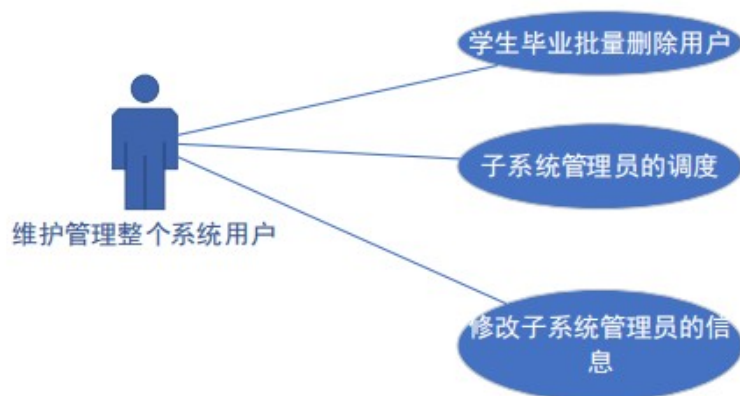 学生毕业批量删除用户
子系统管理员的调度
维护管理整个系统用户
修改子系统管理员的信
息